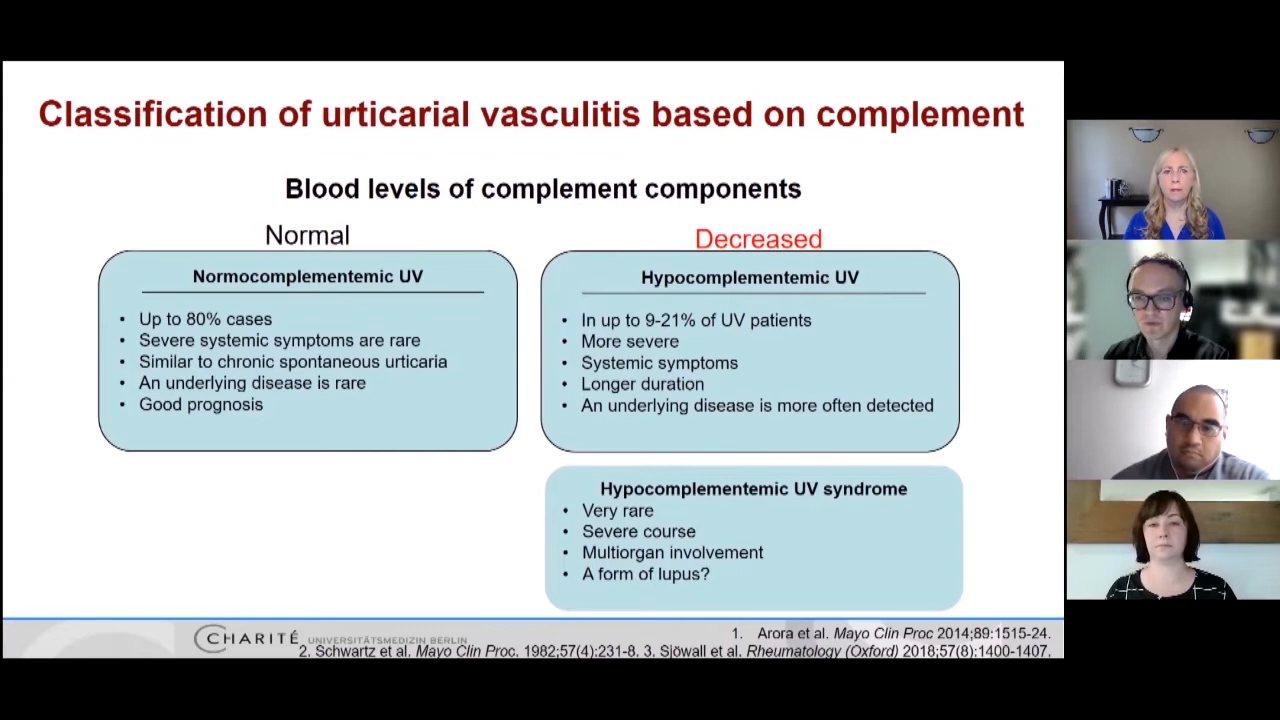 Classification of urticarial vasculitis based on complement
Blood levels of complement components
Normal
Normocomplementemic UV
• Up to 80% cases
• Severe systemic symptoms are rare
• Similar to chronic spontaneous urticaria
• An underlying disease is rare
• Good prognosis
Decreased
Hypocomplementemic UV
• In up to 9-21% of UV patients
• More severe
• Systemic symptoms
• Longer duration
• An underlying disease is more often detected
Hypocomplementemic UV syndrome
• Very rare
• Severe course
• Multiorgan involvement
• A form of lupus?
CHARITÉ UNIVERSITÄTSMEDIZIN BERLIN
1. Arora et al. Mayo Clin Proc 2014;89:1515-24.
2. Schwartz et al. Mayo Clin Proc. 1982;57(4):231-8. 3. Sjöwall et al. Rheumatology (Oxford) 2018;57(8):1400-1407.